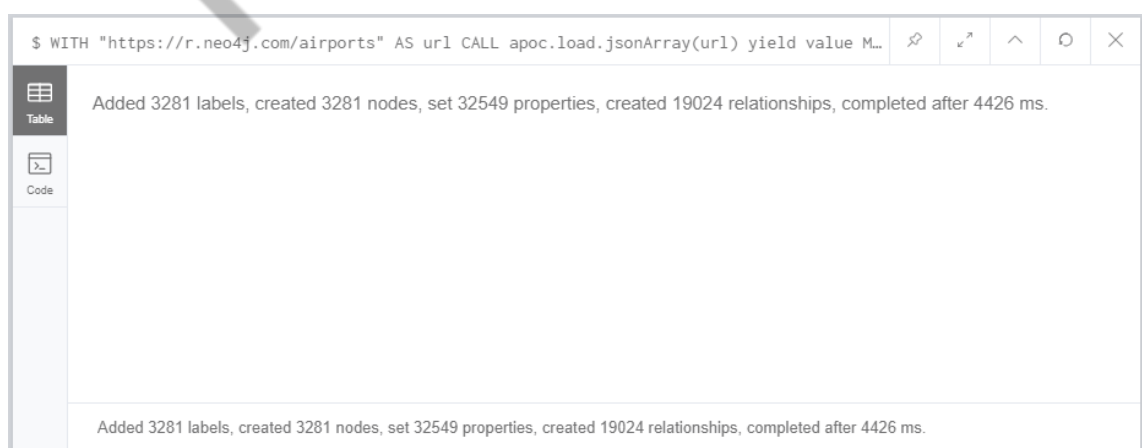 $ WITH "https://r.neo4j.com/airports" AS url CALL apoc.load.jsonArray(url) yield value M…
Table
Added 3281 labels, created 3281 nodes, set 32549 properties, created 19024 relationships, completed after 4426 ms.
Code
Added 3281 labels, created 3281 nodes, set 32549 properties, created 19024 relationships, completed after 4426 ms.